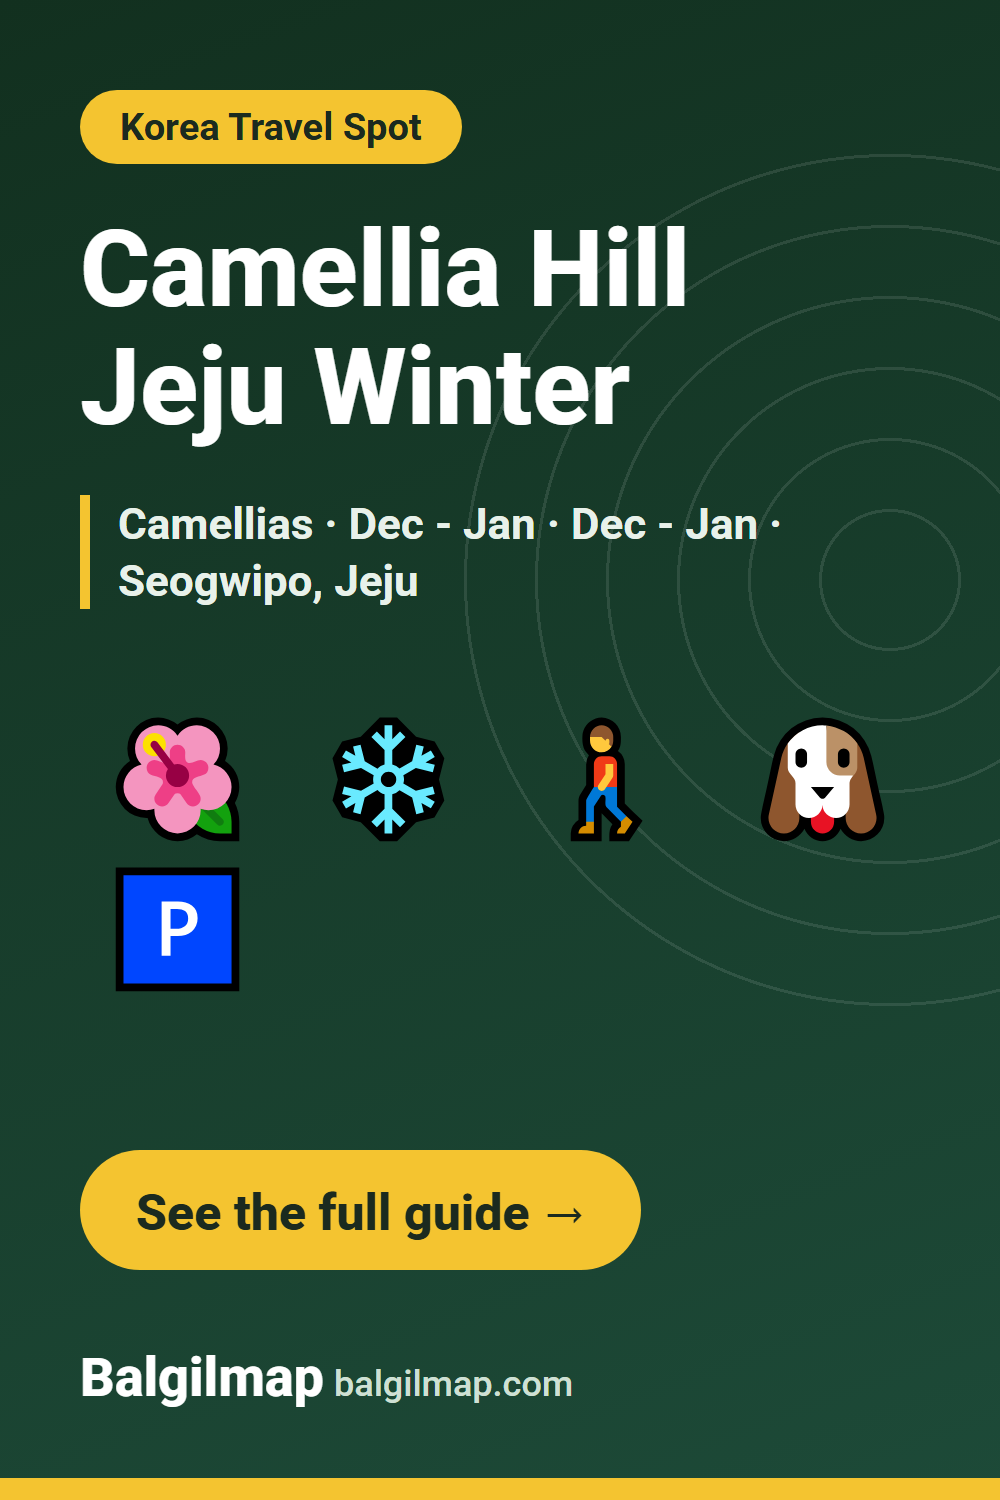 Korea Travel Spot
Camellia Hill
Jeju Winter
Camellias · Dec - Jan · Dec - Jan ·
Seogwipo, Jeju
P
See the full guide →
Balgilmap balgilmap.com